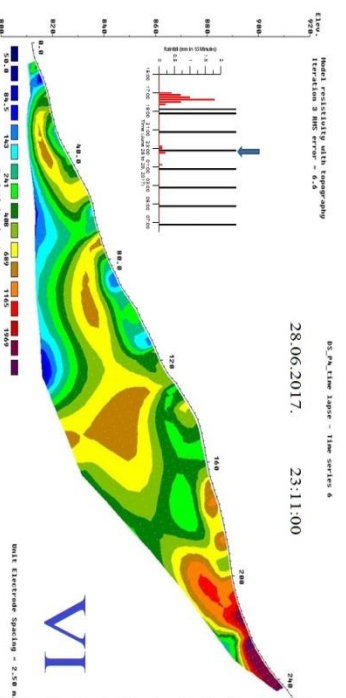 Elev.
Model resistivity with topography
Iteration 3 RMS error = 6.6
DS_P4_time lapse - Time series 6
28.06.2017. 23:11:00
920
900
880
860
840
820
800
0.0
40.0
80.0
120
160
200
240
50.0 84.5 143 241 408 689 1165 1969
Unit Electrode Spacing = 2.50 m.
VI